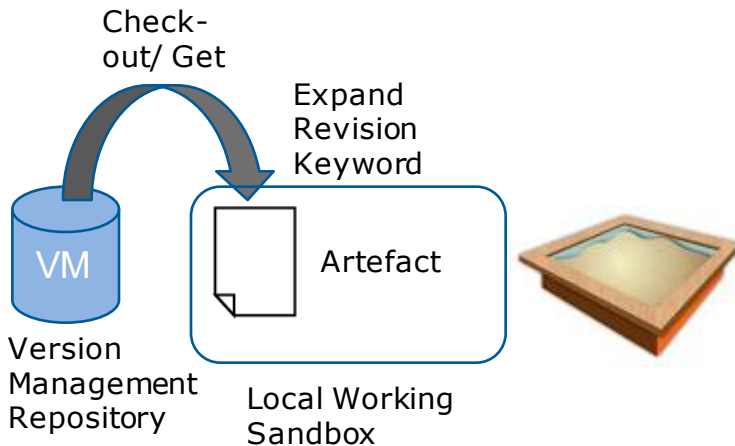 Check-
out/ Get
Expand
Revision
Keyword
VM
Artefact
Version
Management
Repository
Local Working
Sandbox